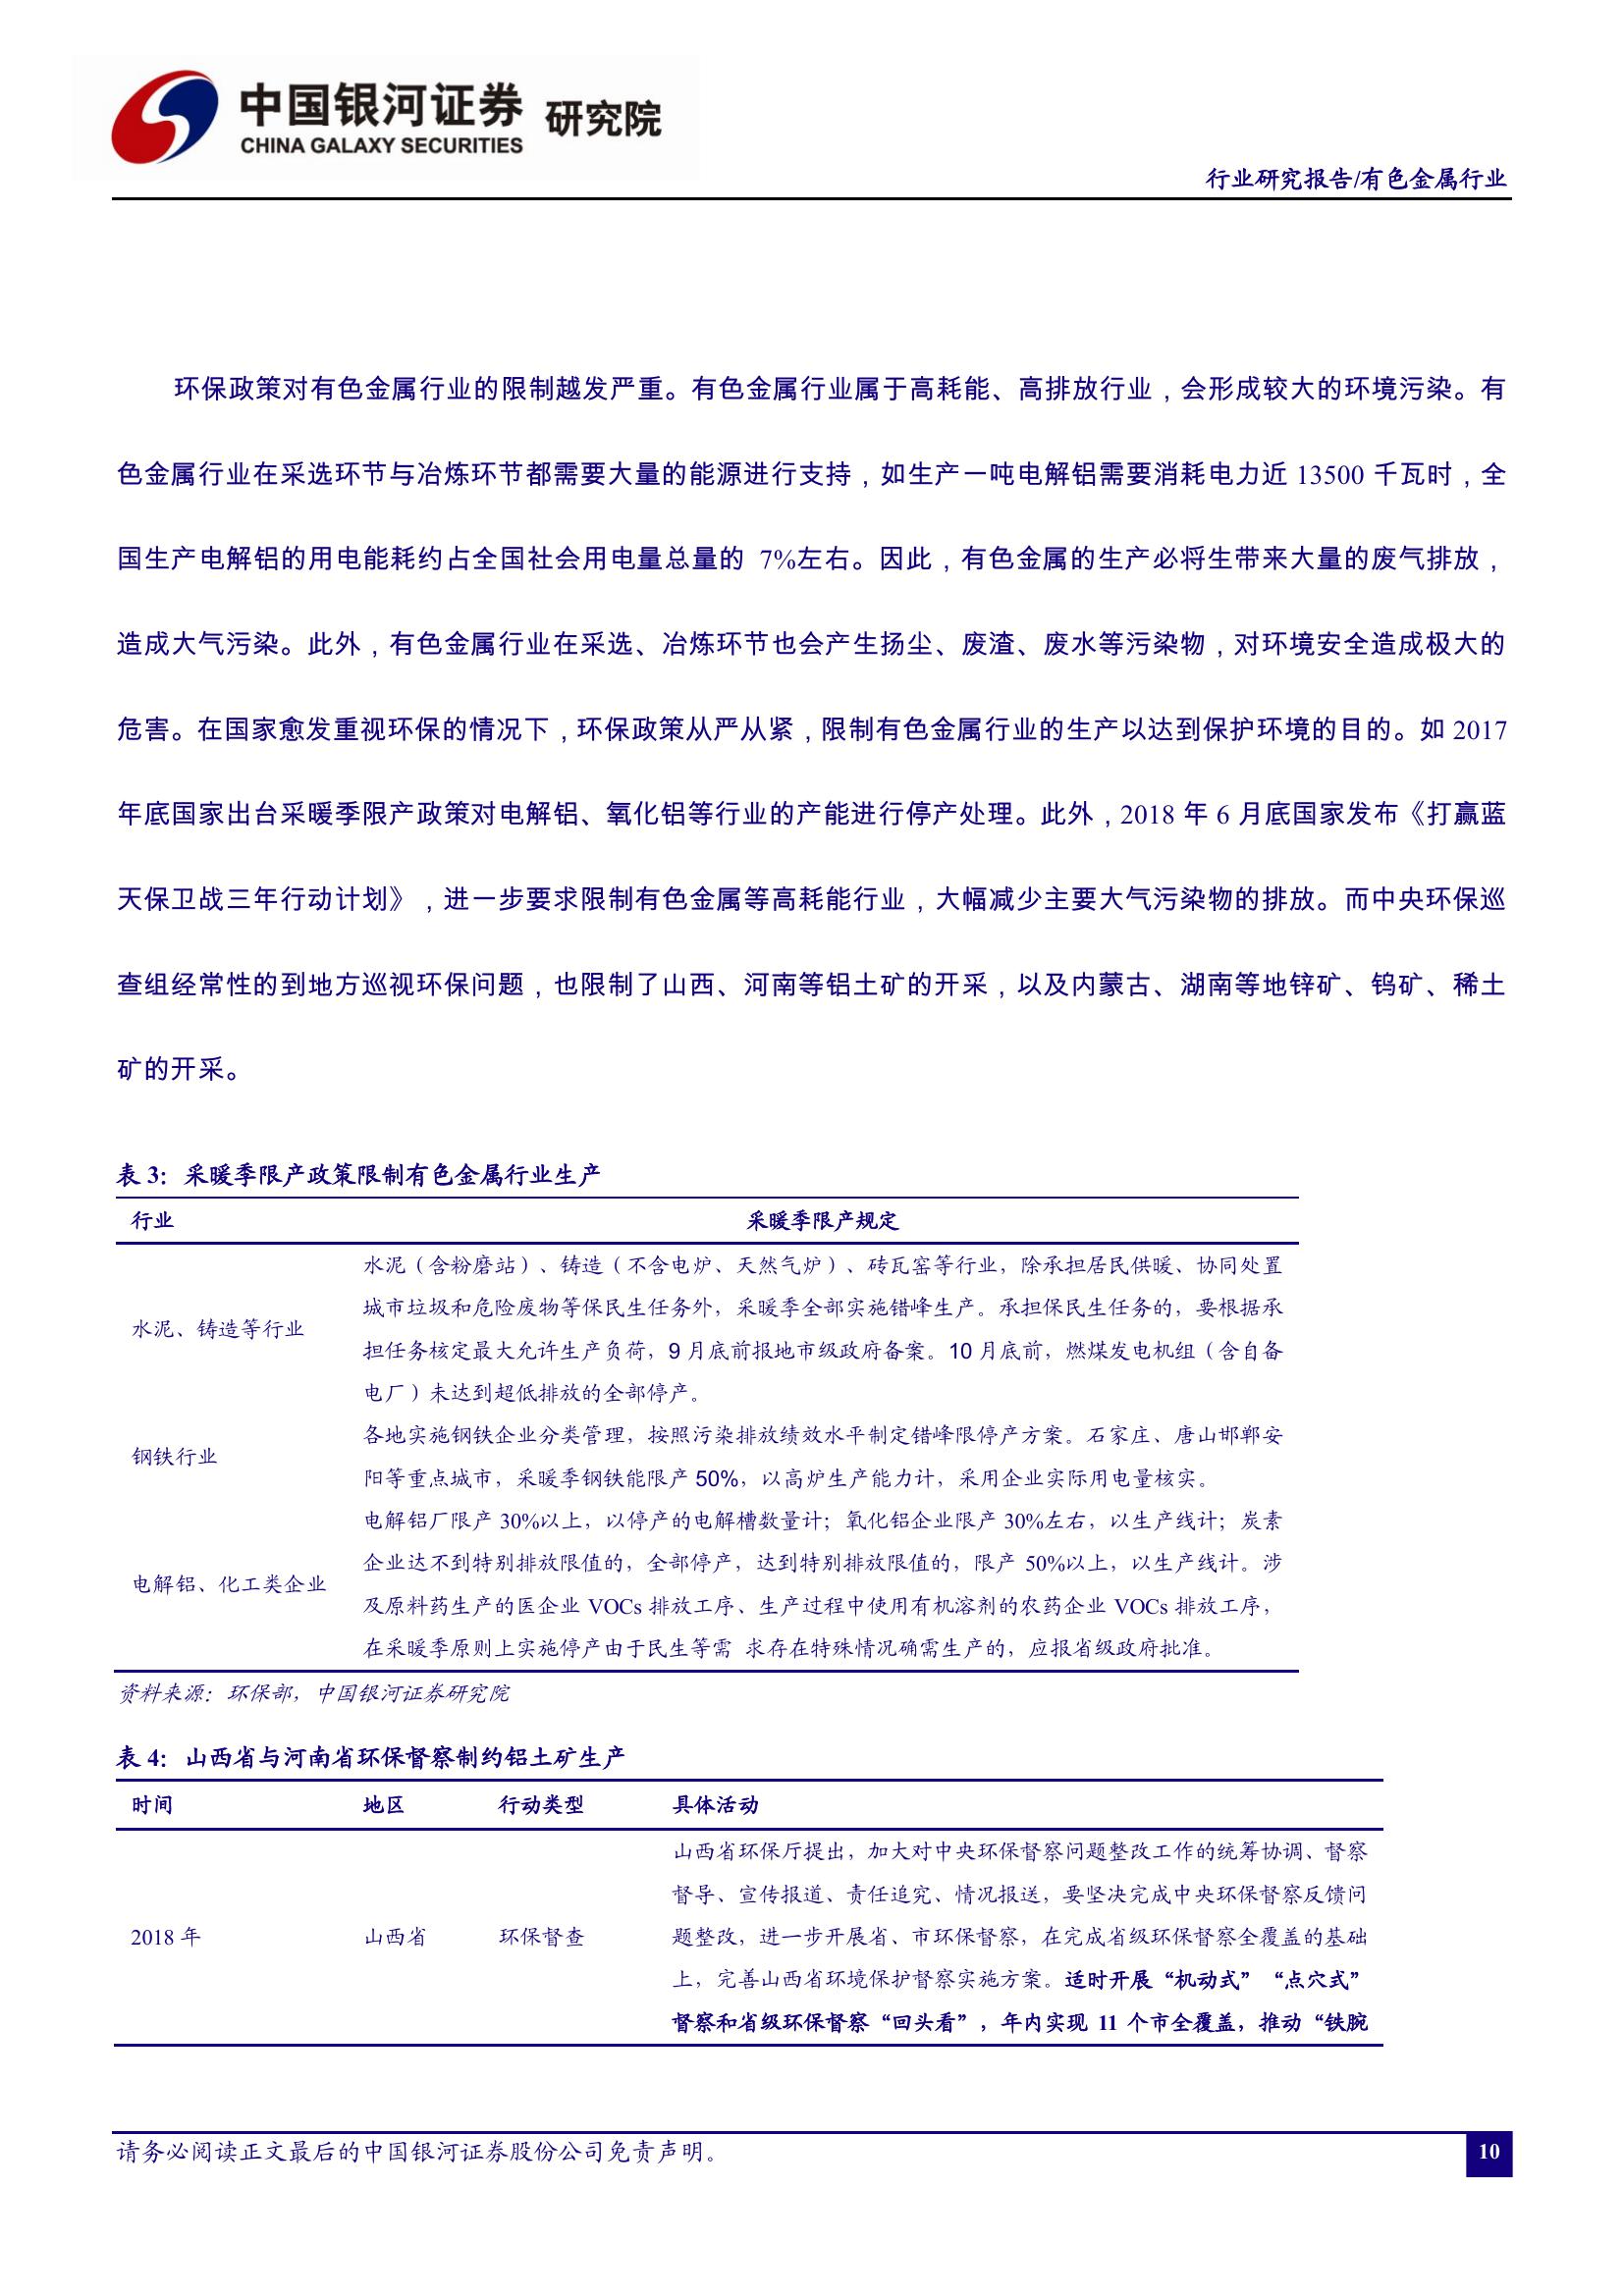 中国银河证券 研究院
CHINA GALAXY SECURITIES
行业研究报告/有色金属行业
环保政策对有色金属行业的限制越发严重。有色金属行业属于高耗能、高排放行业，会形成较大的环境污染。有
色金属行业在采选环节与冶炼环节都需要大量的能源进行支持，如生产一吨电解铝需要消耗电力近 13500 千瓦时，全
国生产电解铝的用电能耗约占全国社会用电量总量的 7%左右。因此，有色金属的生产必将生带来大量的废气排放，
造成大气污染。此外，有色金属行业在采选、冶炼环节也会产生扬尘、废渣、废水等污染物，对环境安全造成极大的
危害。在国家愈发重视环保的情况下，环保政策从严从紧，限制有色金属行业的生产以达到保护环境的目的。如 2017
年底国家出台采暖季限产政策对电解铝、氧化铝等行业的产能进行停产处理。此外，2018 年 6 月底国家发布《打赢蓝
天保卫战三年行动计划》，进一步要求限制有色金属等高耗能行业，大幅减少主要大气污染物的排放。而中央环保巡
查组经常性的到地方巡视环保问题，也限制了山西、河南等铝土矿的开采，以及内蒙古、湖南等地锌矿、钨矿、稀土
矿的开采。
表 3：采暖季限产政策限制有色金属行业生产
行业 采暖季限产规定
水泥、铸造等行业
水泥（含粉磨站）、铸造（不含电炉、天然气炉）、砖瓦窑等行业，除承担居民供暖、协同处置
城市垃圾和危险废物等保民生任务外，采暖季全部实施错峰生产。承担保民生任务的，要根据承
担任务核定最大允许生产负荷，9 月底前报地市级政府备案。10 月底前，燃煤发电机组（含自备
电厂）未达到超低排放的全部停产。
钢铁行业
各地实施钢铁企业分类管理，按照污染排放绩效水平制定错峰限停产方案。石家庄、唐山邯郸安
阳等重点城市，采暖季钢铁能限产 50%，以高炉生产能力计，采用企业实际用电量核实。
电解铝、化工类企业
电解铝厂限产 30%以上，以停产的电解槽数量计；氧化铝企业限产 30%左右，以生产线计；炭素
企业达不到特别排放限值的，全部停产，达到特别排放限值的，限产 50%以上，以生产线计。涉
及原料药生产的医企业 VOCs 排放工序、生产过程中使用有机溶剂的农药企业 VOCs 排放工序，
在采暖季原则上实施停产由于民生等需 求存在特殊情况确需生产的，应报省级政府批准。
资料来源：环保部，中国银河证券研究院
表 4：山西省与河南省环保督察制约铝土矿生产
时间 地区 行动类型 具体活动
2018 年 山西省 环保督查
山西省环保厅提出，加大对中央环保督察问题整改工作的统筹协调、督察
督导、宣传报道、责任追究、情况报送，要坚决完成中央环保督察反馈问
题整改，进一步开展省、市环保督察，在完成省级环保督察全覆盖的基础
上，完善山西省环境保护督察实施方案。适时开展“机动式”“点穴式”
督察和省级环保督察“回头看”，年内实现 11 个市全覆盖，推动“铁腕
请务必阅读正文最后的中国银河证券股份公司免责声明。
10